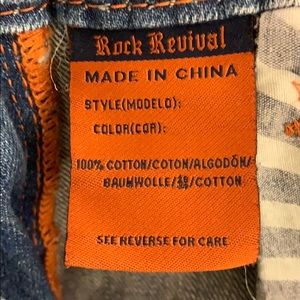 Rock Revival
MADE IN CHINA
STYLE(MODELO):
COLOR(COR):
100% COTTON/COTON/ALGODÓN/
BAUMWOLLE/綿/COTTON
SEE REVERSE FOR CARE